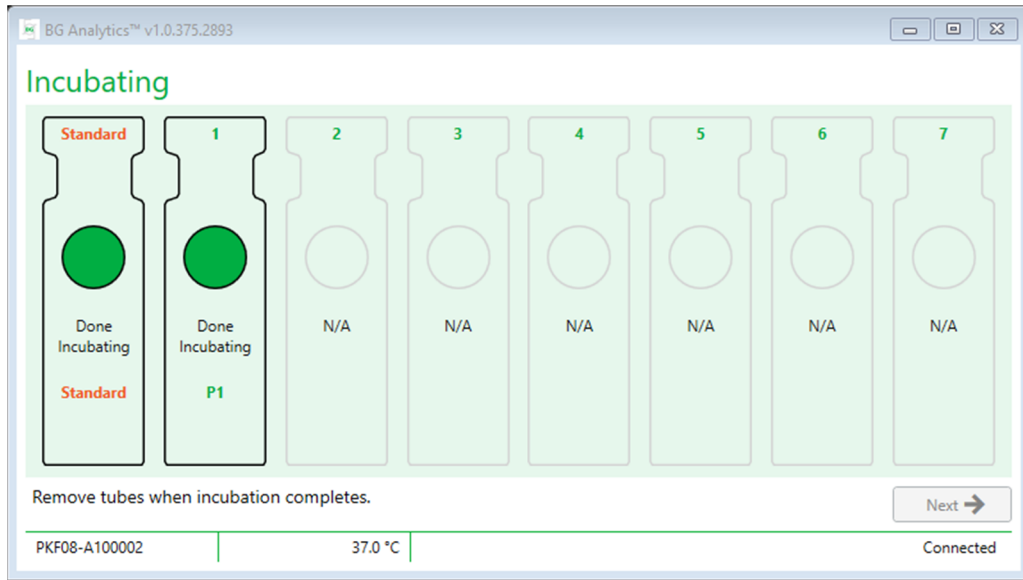 BG Analytics™ v1.0.375.2893
Incubating
Standard 1 2 3 4 5 6 7
Done Done N/A N/A N/A N/A N/A N/A
Incubating Incubating
Standard P1
Remove tubes when incubation completes.
Next
PKF08-A100002 37.0 °C Connected